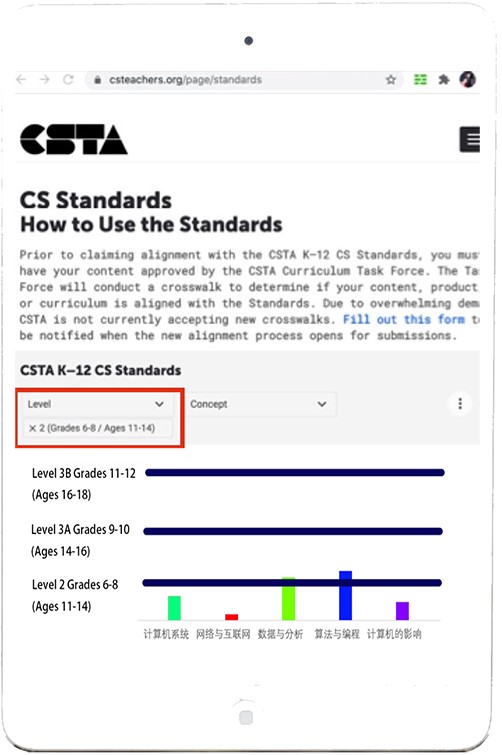 csteachers.org/page/standards
CSTA
CS Standards
How to Use the Standards
Prior to claiming alignment with the CSTA K–12 CS Standards, you mus
have your content approved by the CSTA Curriculum Task Force. The Ta
Force will conduct a crosswalk to determine if your content, product
or curriculum is aligned with the Standards. Due to overwhelming dem
CSTA is not currently accepting new crosswalks. Fill out this form t
be notified when the new alignment process opens for submissions.
CSTA K–12 CS Standards
Level
Concept
× 2 (Grades 6-8 / Ages 11-14)
Level 3B Grades 11-12
(Ages 16-18)
Level 3A Grades 9-10
(Ages 14-16)
Level 2 Grades 6-8
(Ages 11-14)
计算机系统 网络与互联网 数据与分析 算法与编程 计算机的影响